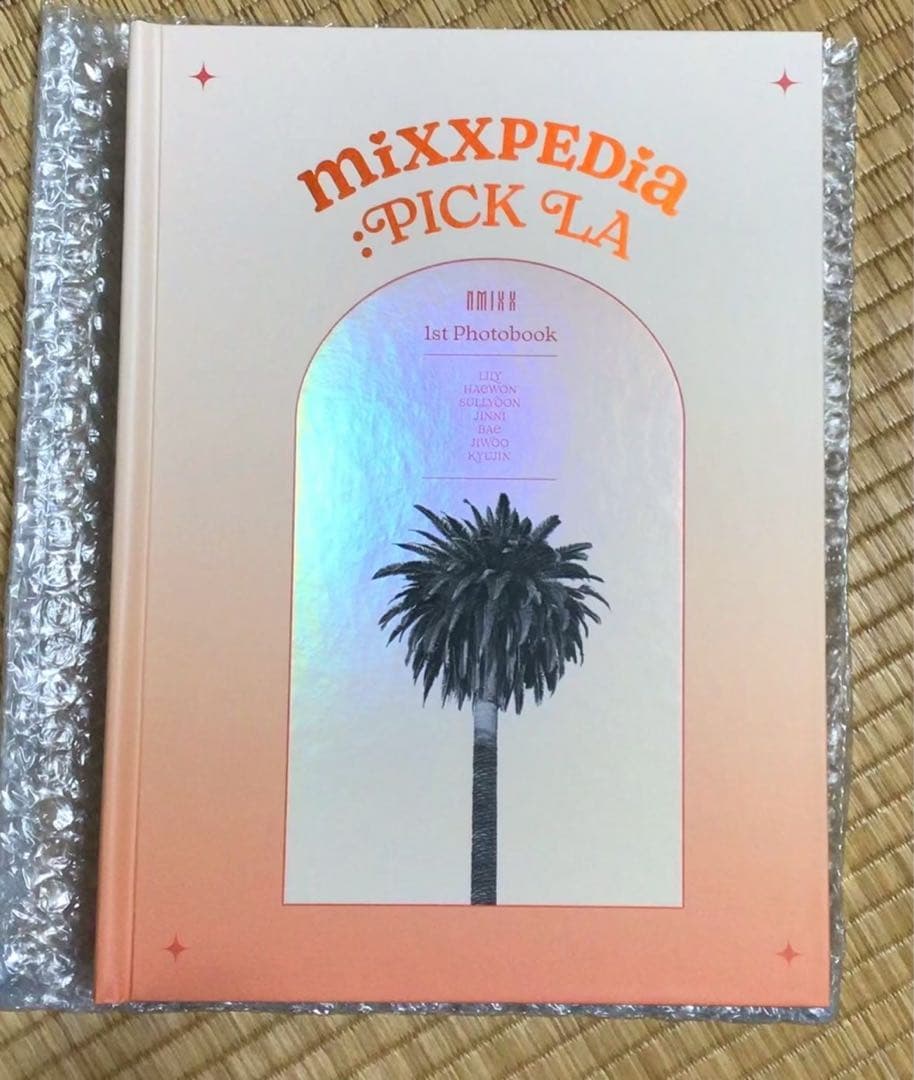 miXXPEDia
:PICK LA
NMIXX
1st Photobook
LILY
HAEWON
SULLYOON
JINNI
BAE
JIWOO
KYUJIN